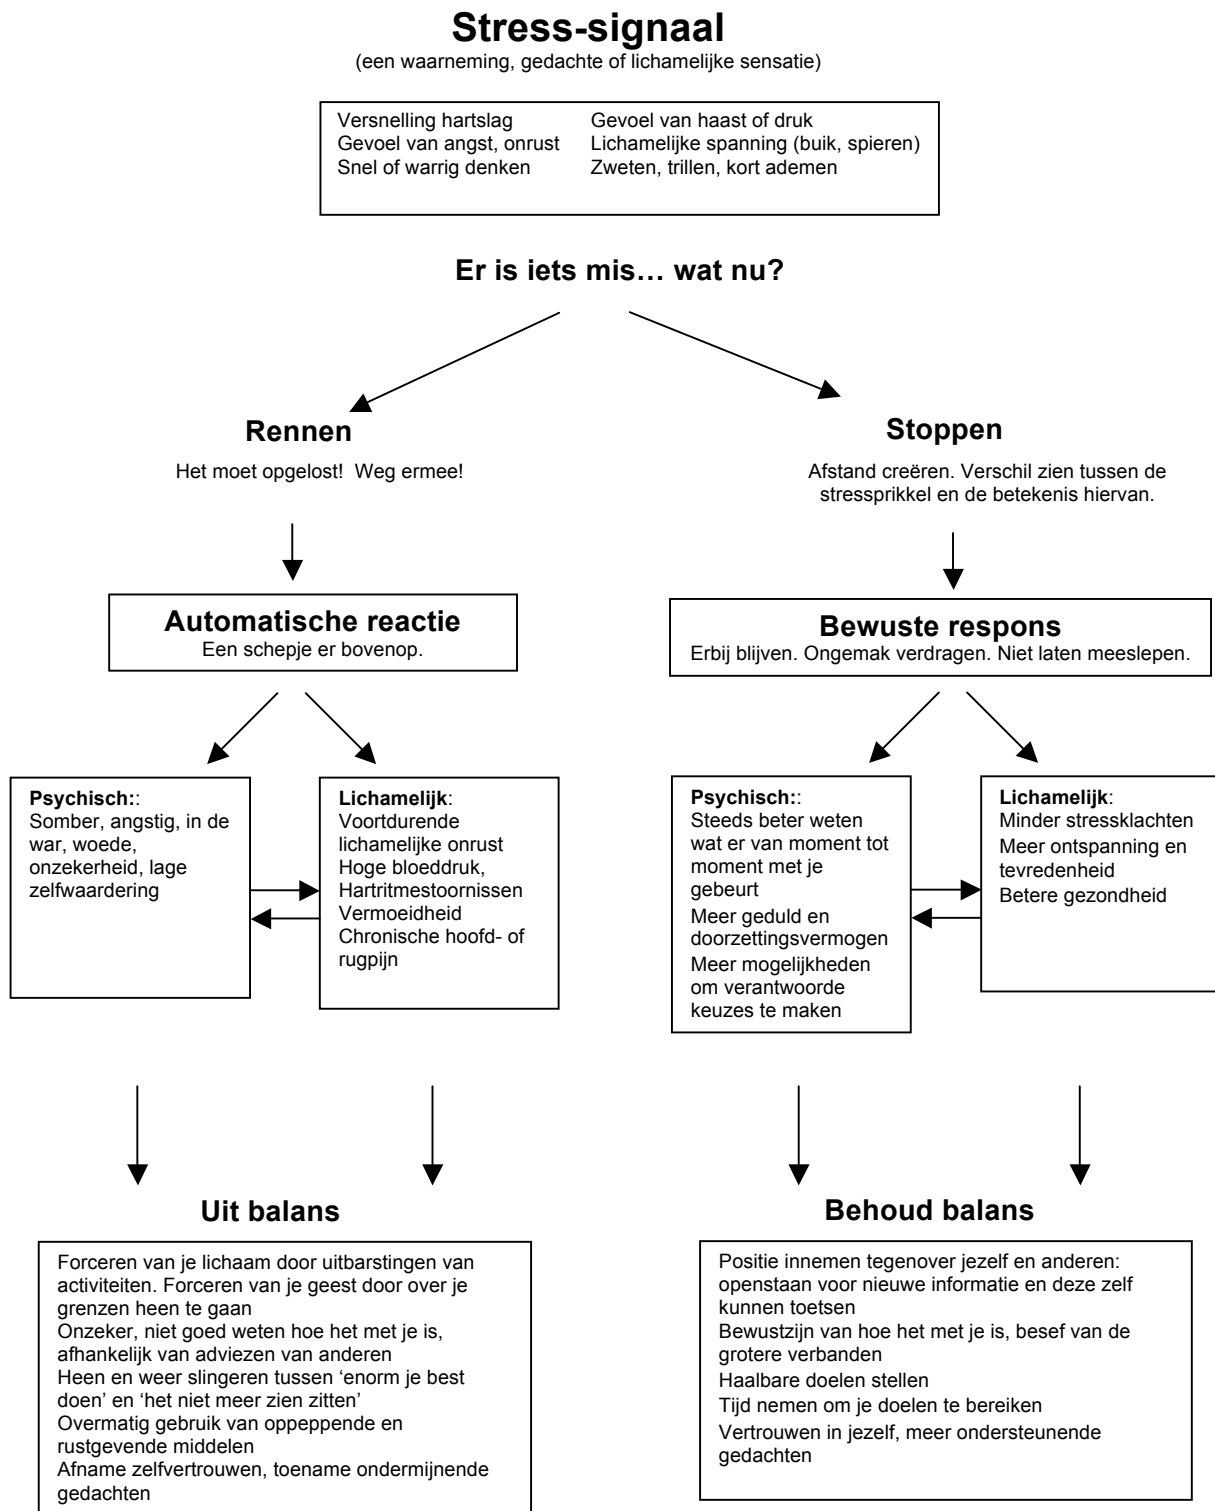 Stress-signaal
(een waarneming, gedachte of lichamelijke sensatie)
Versnelling hartslag
Gevoel van angst, onrust
Snel of warrig denken
Gevoel van haast of druk
Lichamelijke spanning (buik, spieren)
Zweten, trillen, kort ademen
Er is iets mis… wat nu?
Rennen
Het moet opgelost!  Weg ermee!
Automatische reactie
Een schepje er bovenop.
Psychisch::
Somber, angstig, in de
war, woede,
onzekerheid, lage
zelfwaardering
Lichamelijk:
Voortdurende
lichamelijke onrust
Hoge bloeddruk,
Hartritmestoornissen
Vermoeidheid
Chronische hoofd- of
rugpijn
Uit balans
Forceren van je lichaam door uitbarstingen van
activiteiten. Forceren van je geest door over je
grenzen heen te gaan
Onzeker, niet goed weten hoe het met je is,
afhankelijk van adviezen van anderen
Heen en weer slingeren tussen ‘enorm je best
doen’ en ‘het niet meer zien zitten’
Overmatig gebruik van oppeppende en
rustgevende middelen
Afname zelfvertrouwen, toename ondermijnende
gedachten
Stoppen
Afstand creëren. Verschil zien tussen de
stressprikkel en de betekenis hiervan.
Bewuste respons
Erbij blijven. Ongemak verdragen. Niet laten meeslepen.
Psychisch::
Steeds beter weten
wat er van moment tot
moment met je
gebeurt
Meer geduld en
doorzettingsvermogen
Meer mogelijkheden
om verantwoorde
keuzes te maken
Lichamelijk:
Minder stressklachten
Meer ontspanning en
tevredenheid
Betere gezondheid
Behoud balans
Positie innemen tegenover jezelf en anderen:
openstaan voor nieuwe informatie en deze zelf
kunnen toetsen
Bewustzijn van hoe het met je is, besef van de
grotere verbanden
Haalbare doelen stellen
Tijd nemen om je doelen te bereiken
Vertrouwen in jezelf, meer ondersteunende
gedachten